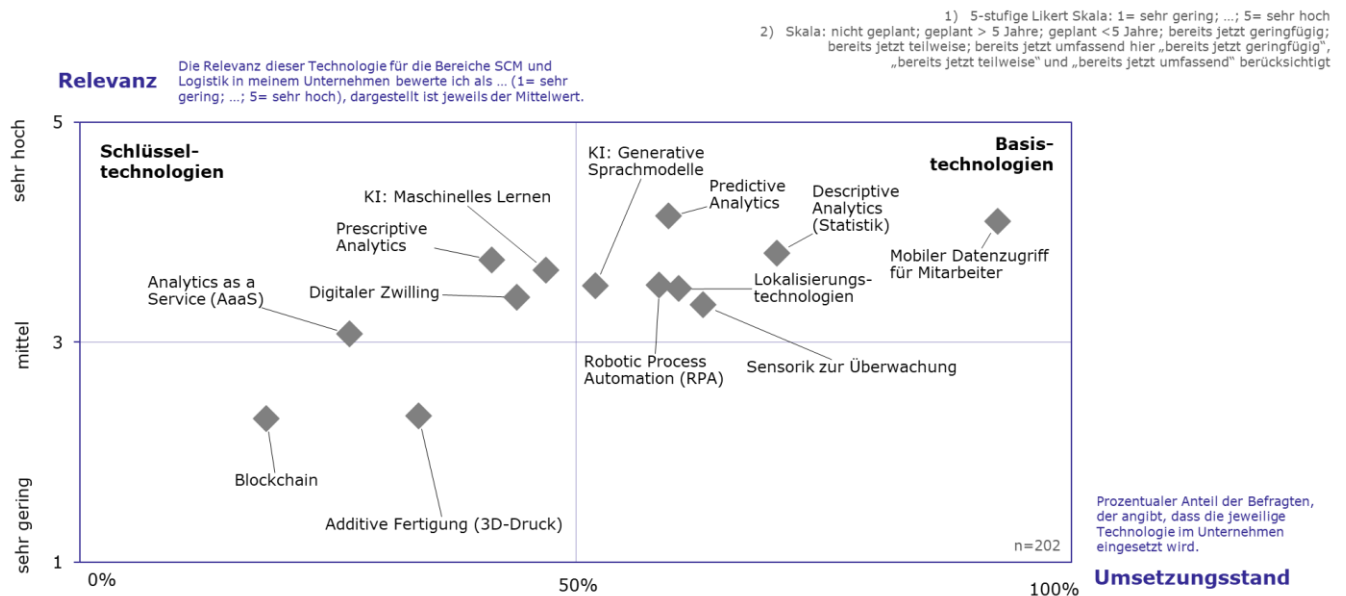 1) 5-stufige Likert Skala: 1= sehr gering; …; 5= sehr hoch
2) Skala: nicht geplant; geplant > 5 Jahre; geplant <5 Jahre; bereits jetzt geringfügig;
bereits jetzt teilweise; bereits jetzt umfassend hier „bereits jetzt geringfügig",
„bereits jetzt teilweise" und „bereits jetzt umfassend" berücksichtigt
Relevanz
Die Relevanz dieser Technologie für die Bereiche SCM und
Logistik in meinem Unternehmen bewerte ich als … (1= sehr
gering; …; 5= sehr hoch), dargestellt ist jeweils der Mittelwert.
5
sehr hoch
Schlüssel-
technologien
Basis-
technologien
KI: Generative
Sprachmodelle
KI: Maschinelles Lernen
Predictive
Analytics
Descriptive
Analytics
(Statistik)
Prescriptive
Analytics
Mobiler Datenzugriff
für Mitarbeiter
Analytics as a
Service (AaaS)
Digitaler Zwilling
Lokalisierungs-
technologien
3
mittel
Robotic Process
Automation (RPA)
Sensorik zur Überwachung
Blockchain
Additive Fertigung (3D-Druck)
sehr gering
1
n=202
Prozentualer Anteil der Befragten,
der angibt, dass die jeweilige
Technologie im Unternehmen
eingesetzt wird.
Umsetzungsstand
0%
50%
100%